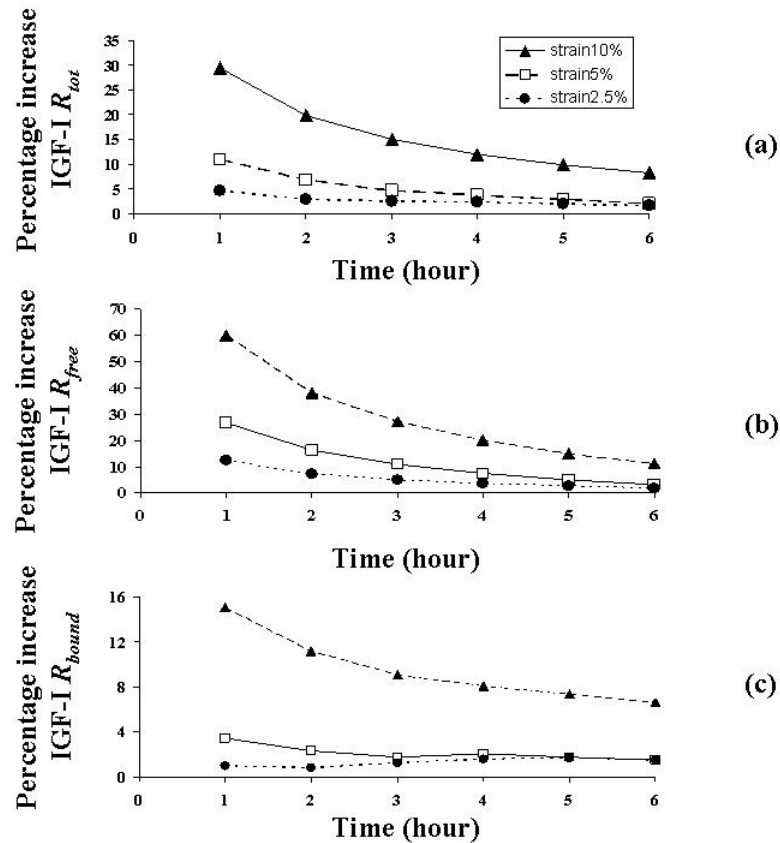 Percentage increase
IGF-I R_tot
35
30
25
20
15
10
5
0
0 1 2 3 4 5 6
Time (hour)
strain10%
strain5%
strain2.5%
(a)
Percentage increase
IGF-I R_free
70
60
50
40
30
20
10
0
0 1 2 3 4 5 6
Time (hour)
(b)
Percentage increase
IGF-I R_bound
16
12
8
4
0
0 1 2 3 4 5 6
Time (hour)
(c)